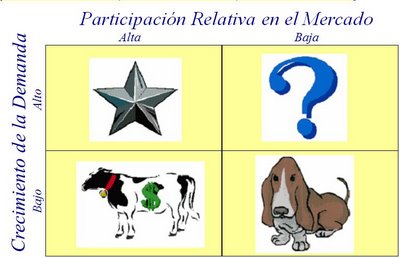 Participación Relativa en el Mercado
Alta Baja
Crecimiento de la Demanda
Alto
Bajo
$